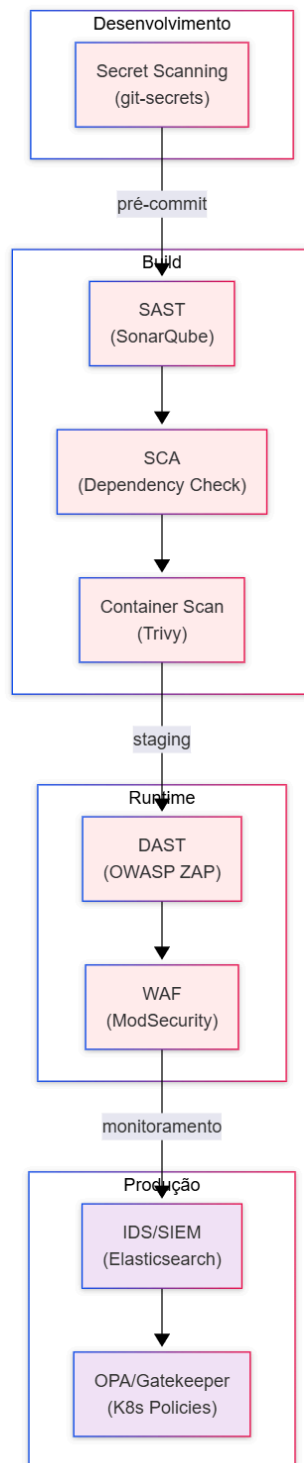 Desenvolvimento
Secret Scanning
(git-secrets)
pré-commit
Build
SAST
(SonarQube)
SCA
(Dependency Check)
Container Scan
(Trivy)
staging
Runtime
DAST
(OWASP ZAP)
WAF
(ModSecurity)
monitoramento
Produção
IDS/SIEM
(Elasticsearch)
OPA/Gatekeeper
(K8s Policies)